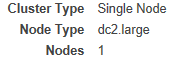 Cluster Type Single Node
Node Type dc2.large
Nodes 1